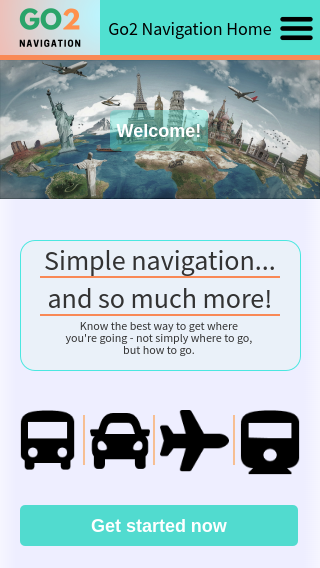 GO2
NAVIGATION
Go2 Navigation Home
Welcome!
Simple navigation...
and so much more!
Know the best way to get where
you're going - not simply where to go,
but how to go.
Get started now